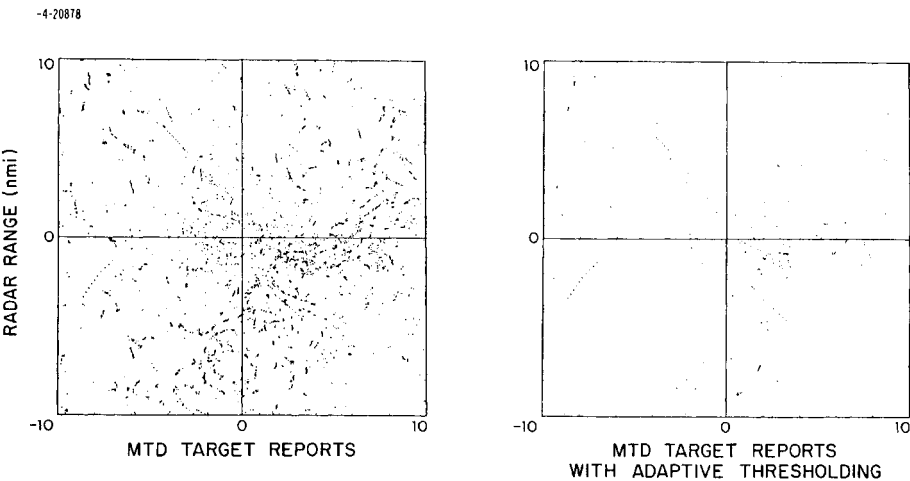 -4-20878
10
0
-10
0
10
RADAR RANGE (nmi)
MTD TARGET REPORTS
10
0
-10
0
10
MTD TARGET REPORTS
WITH ADAPTIVE THRESHOLDING